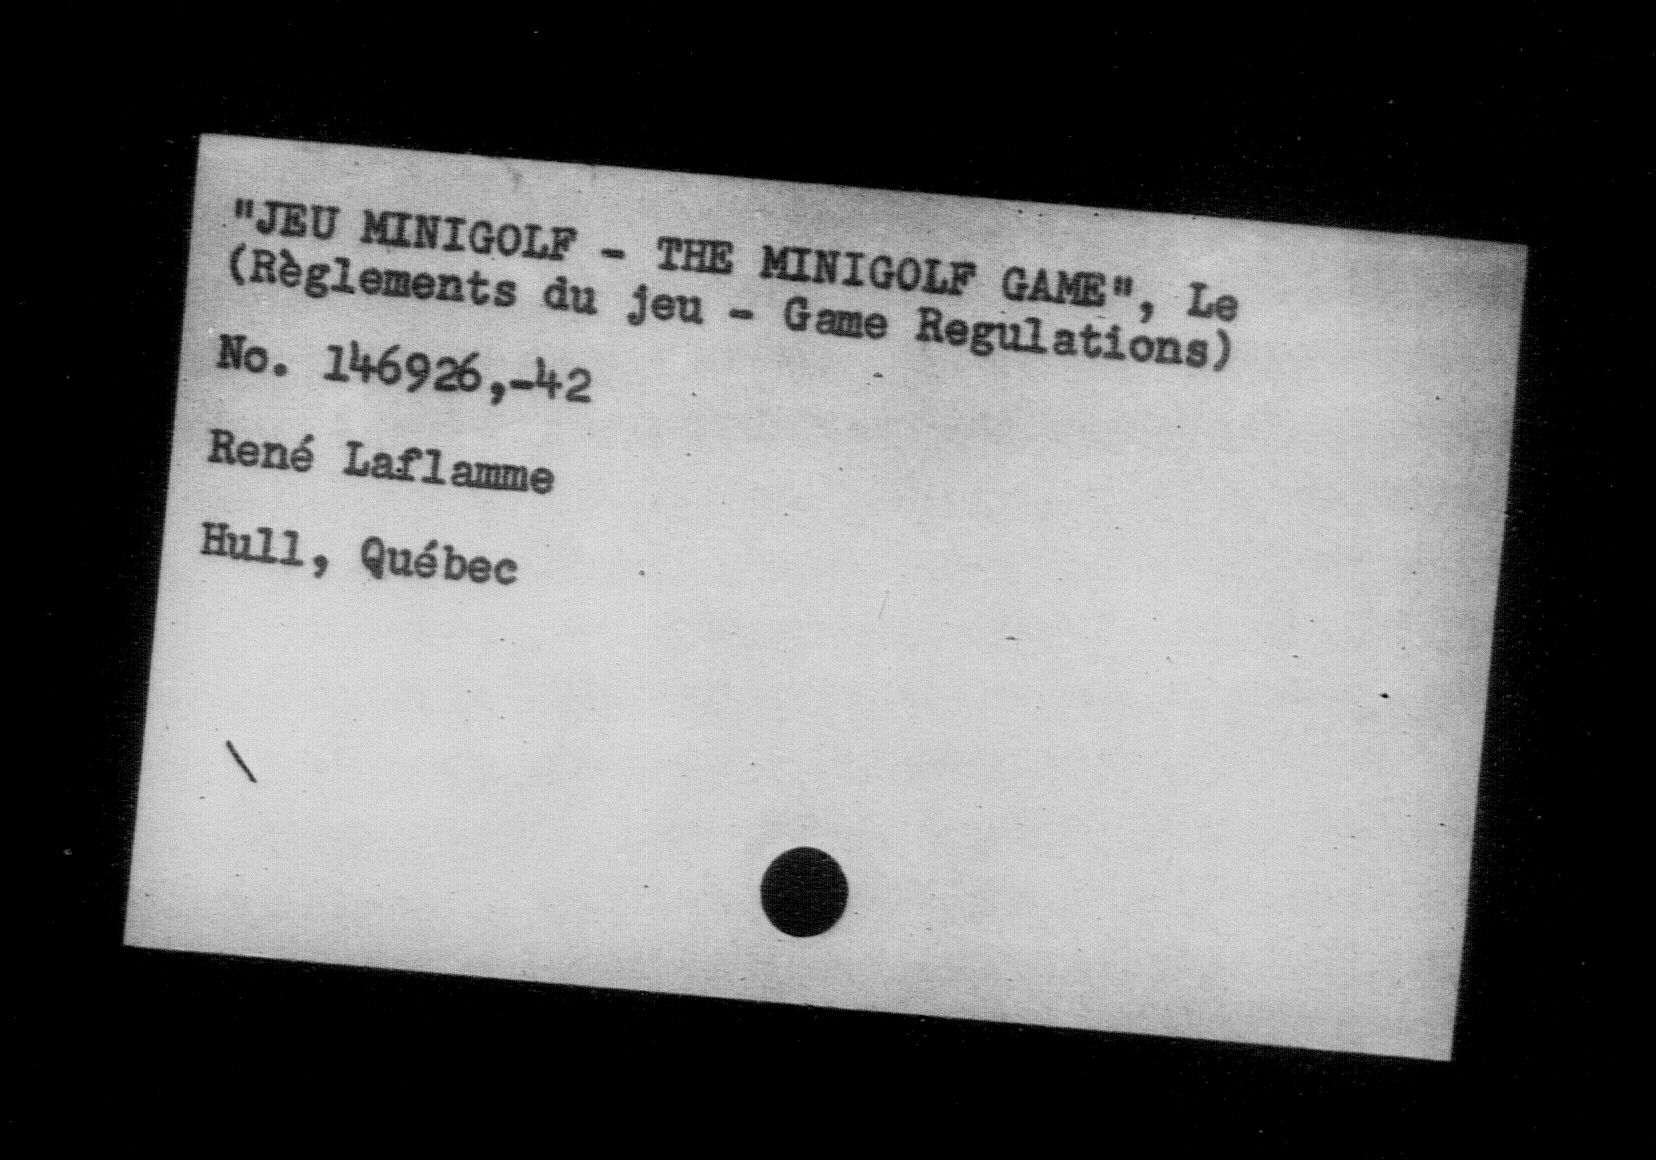 "JEU MINIGOLF - THE MINIGOLF GAME", Le
(Règlements du jeu - Game Regulations)
No. 146926,-42
René Laflamme
Hull, Québec